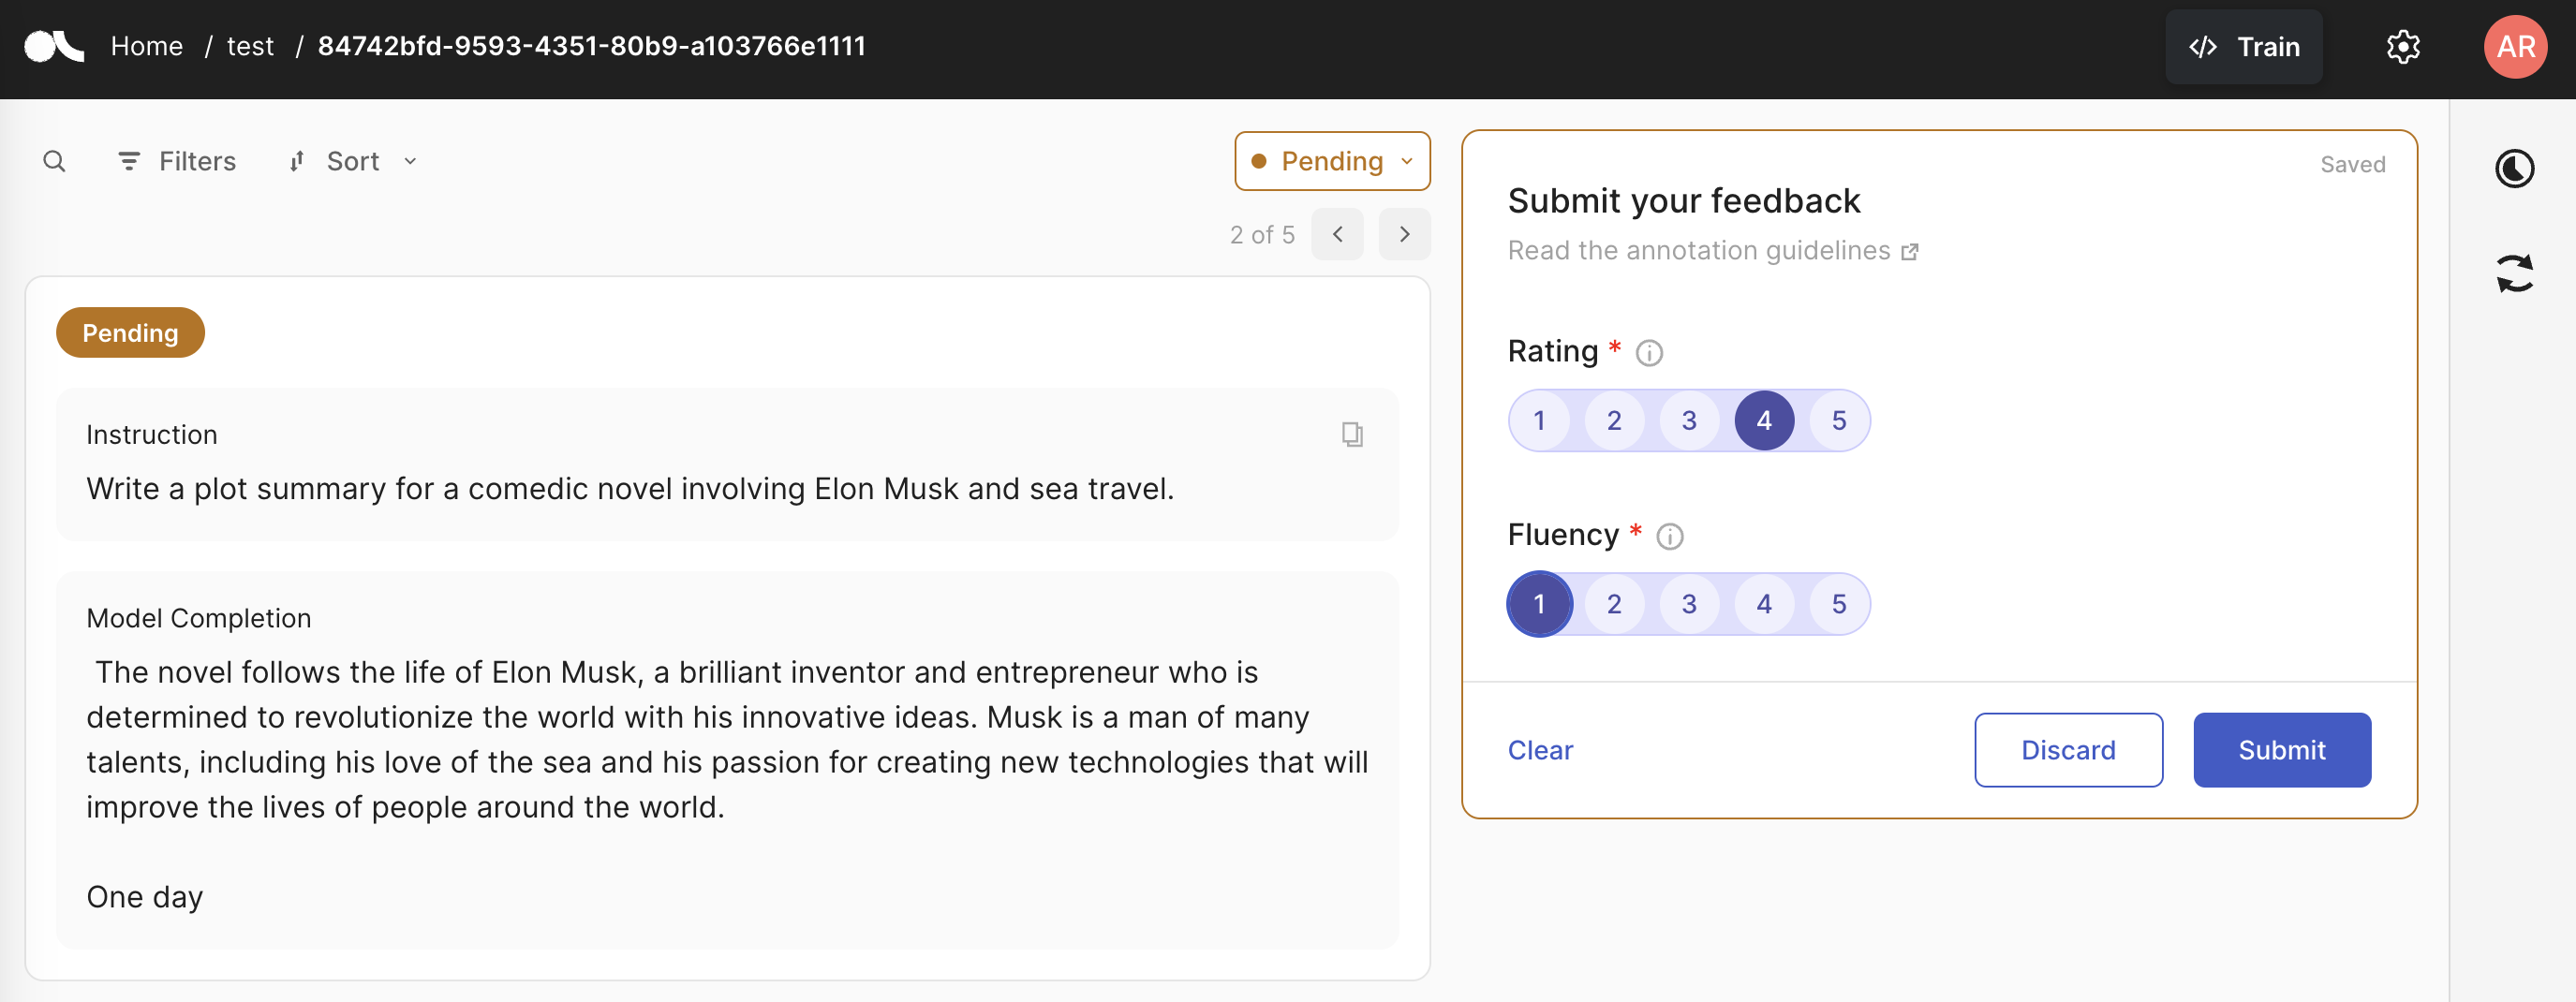 Home / test / 84742bfd-9593-4351-80b9-a103766e1111
Train
AR
Filters
Sort
Pending
2 of 5
Pending
Instruction
Write a plot summary for a comedic novel involving Elon Musk and sea travel.
Model Completion
The novel follows the life of Elon Musk, a brilliant inventor and entrepreneur who is
determined to revolutionize the world with his innovative ideas. Musk is a man of many
talents, including his love of the sea and his passion for creating new technologies that will
improve the lives of people around the world.
One day
Saved
Submit your feedback
Read the annotation guidelines
Rating *
1 2 3 4 5
Fluency *
1 2 3 4 5
Clear
Discard
Submit